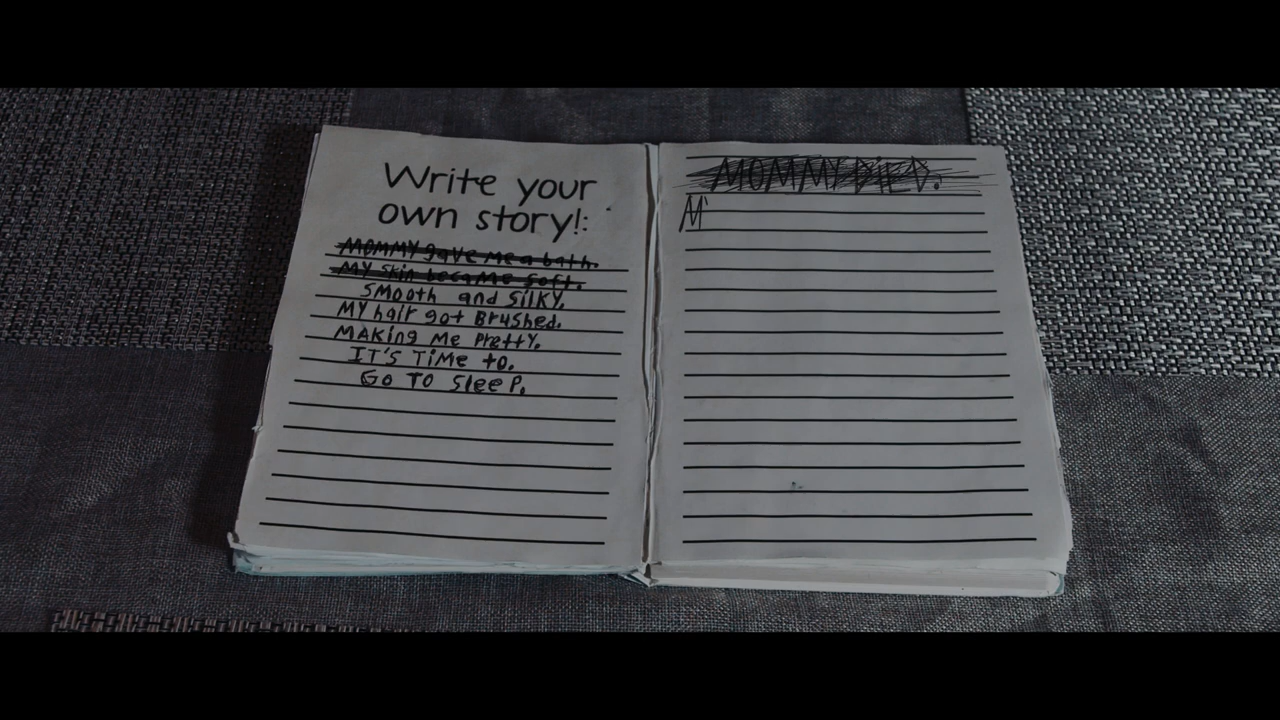 Write your
own story!:
MOMMY gave me a bath.
MY skin became soft.
SMooth and SiLKY.
MY hair got BruShed.
MAKing Me Pretty.
IT'S TiMe to.
GO TO SleeP.
MOMMY DiED.
M